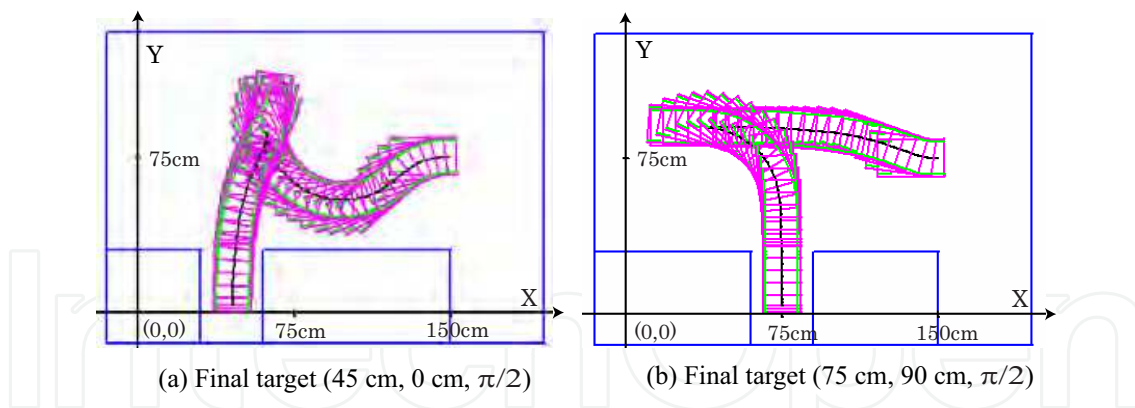 Y
75cm
X
(0,0)
75cm
150cm
(a) Final target (45 cm, 0 cm, π/2)
Y
75cm
X
(0,0)
75cm
150cm
(b) Final target (75 cm, 90 cm, π/2)
IntechOpen